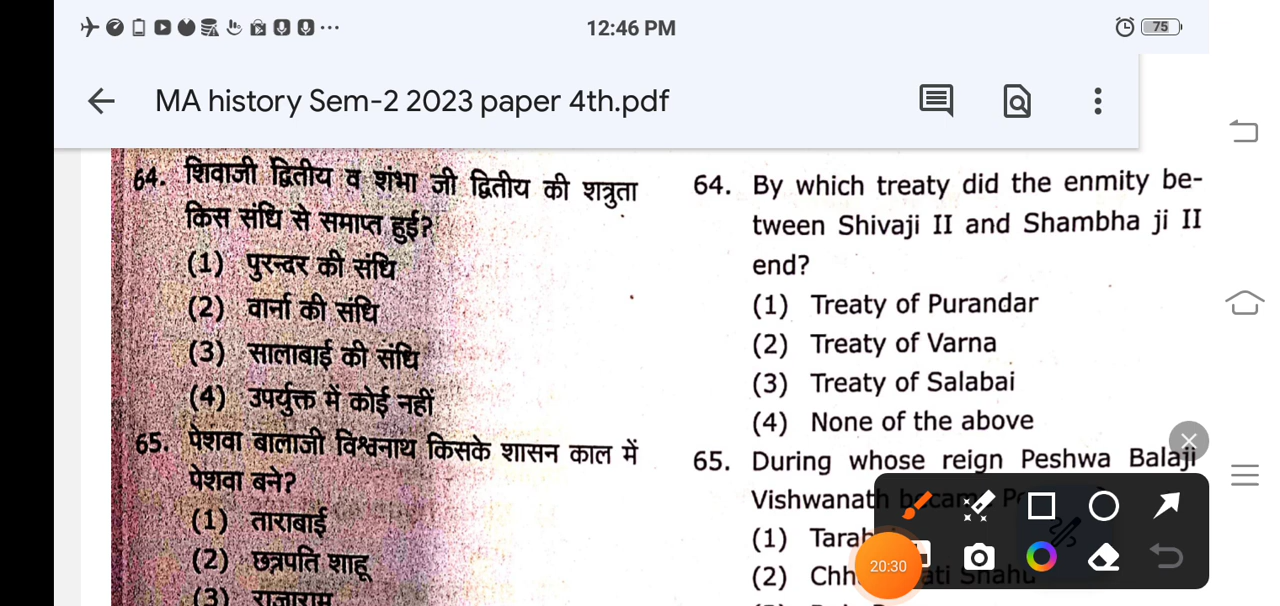 12:46 PM
75
MA history Sem-2 2023 paper 4th.pdf
64. शिवाजी द्वितीय व शंभा जी द्वितीय की शत्रुता
किस संधि से समाप्त हुई?
(1) पुरन्दर की संधि
(2) वार्ना की संधि
(3) सालाबाई की संधि
(4) उपर्युक्त में कोई नहीं
65. पेशवा बालाजी विश्वनाथ किसके शासन काल में
पेशवा बने?
(1) ताराबाई
(2) छत्रपति शाहू
(3) राजाराम
64. By which treaty did the enmity be-
tween Shivaji II and Shambha ji II
end?
(1) Treaty of Purandar
(2) Treaty of Varna
(3) Treaty of Salabai
(4) None of the above
65. During whose reign Peshwa Balaji
Vishwanath
(1)
(2) Shahu
20:30